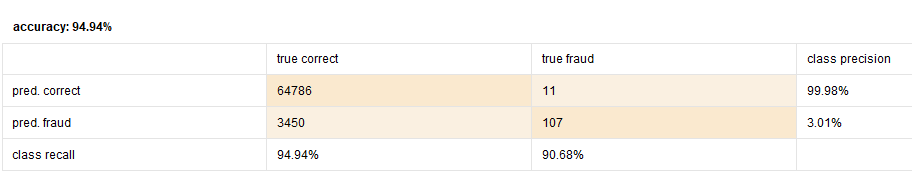 accuracy: 94.94%
true correct true fraud class precision
pred. correct 64786 11 99.98%
pred. fraud 3450 107 3.01%
class recall 94.94% 90.68%